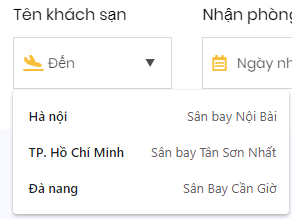 Tên khách sạn
Nhận phòng
Đến
Ngày nh
Hà nội Sân bay Nội Bài
TP. Hồ Chí Minh Sân bay Tân Sơn Nhất
Đà nang Sân Bay Cần Giờ